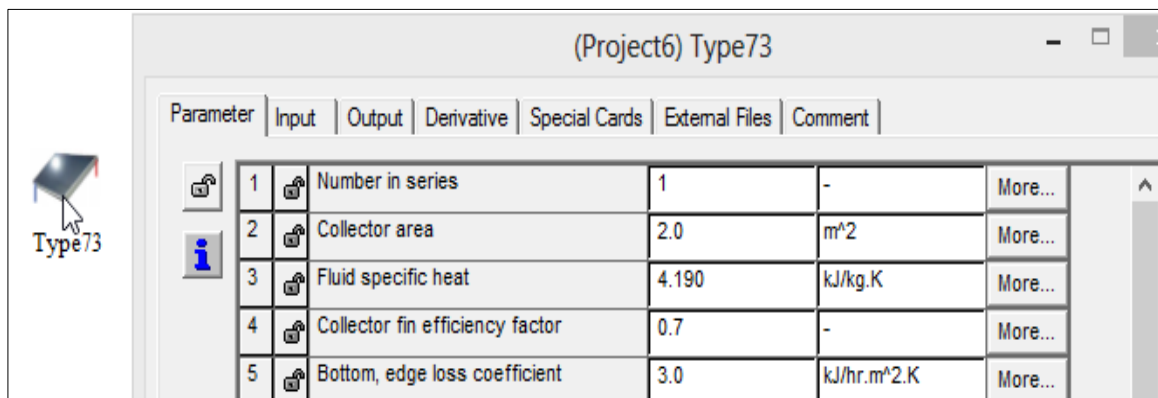 (Project6) Type73
Parameter Input Output Derivative Special Cards External Files Comment
Type73
1 Number in series 1 - More...
2 Collector area 2.0 m^2 More...
3 Fluid specific heat 4.190 kJ/kg.K More...
4 Collector fin efficiency factor 0.7 - More...
5 Bottom, edge loss coefficient 3.0 kJ/hr.m^2.K More...